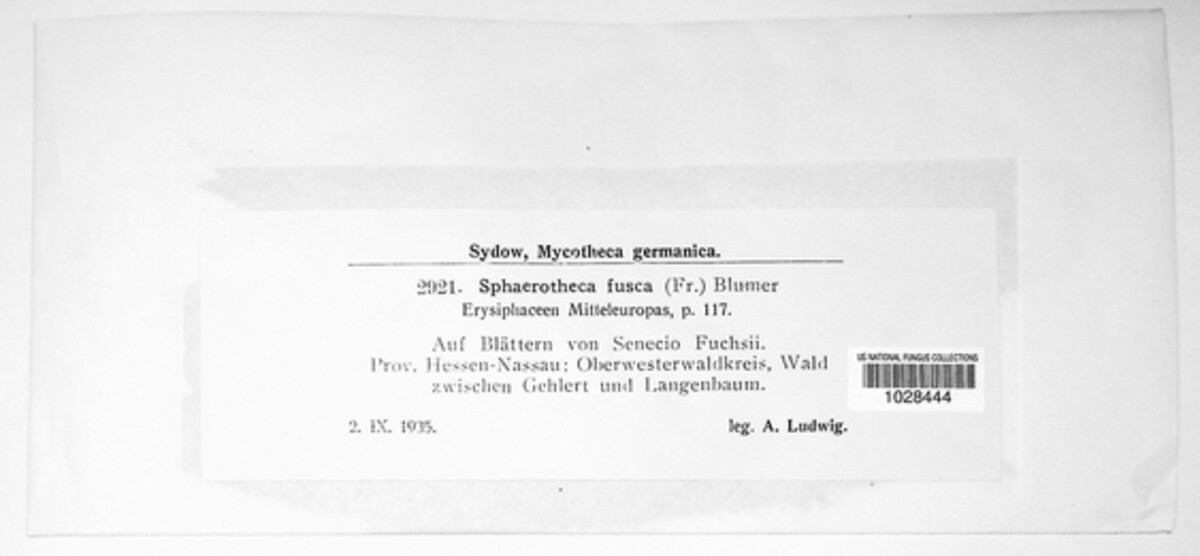 Sydow, Mycotheca germanica.
2921. Sphaerotheca fusca (Fr.) Blumer
Erysiphaceen Mitteleuropas, p. 117.
Auf Blättern von Senecio Fuchsii.
Prov. Hessen-Nassau: Oberwesterwaldkreis, Wald
zwischen Gehlert und Langenbaum.
2. IX. 1935.
leg. A. Ludwig.
US NATIONAL FUNGUS COLLECTIONS
1028444